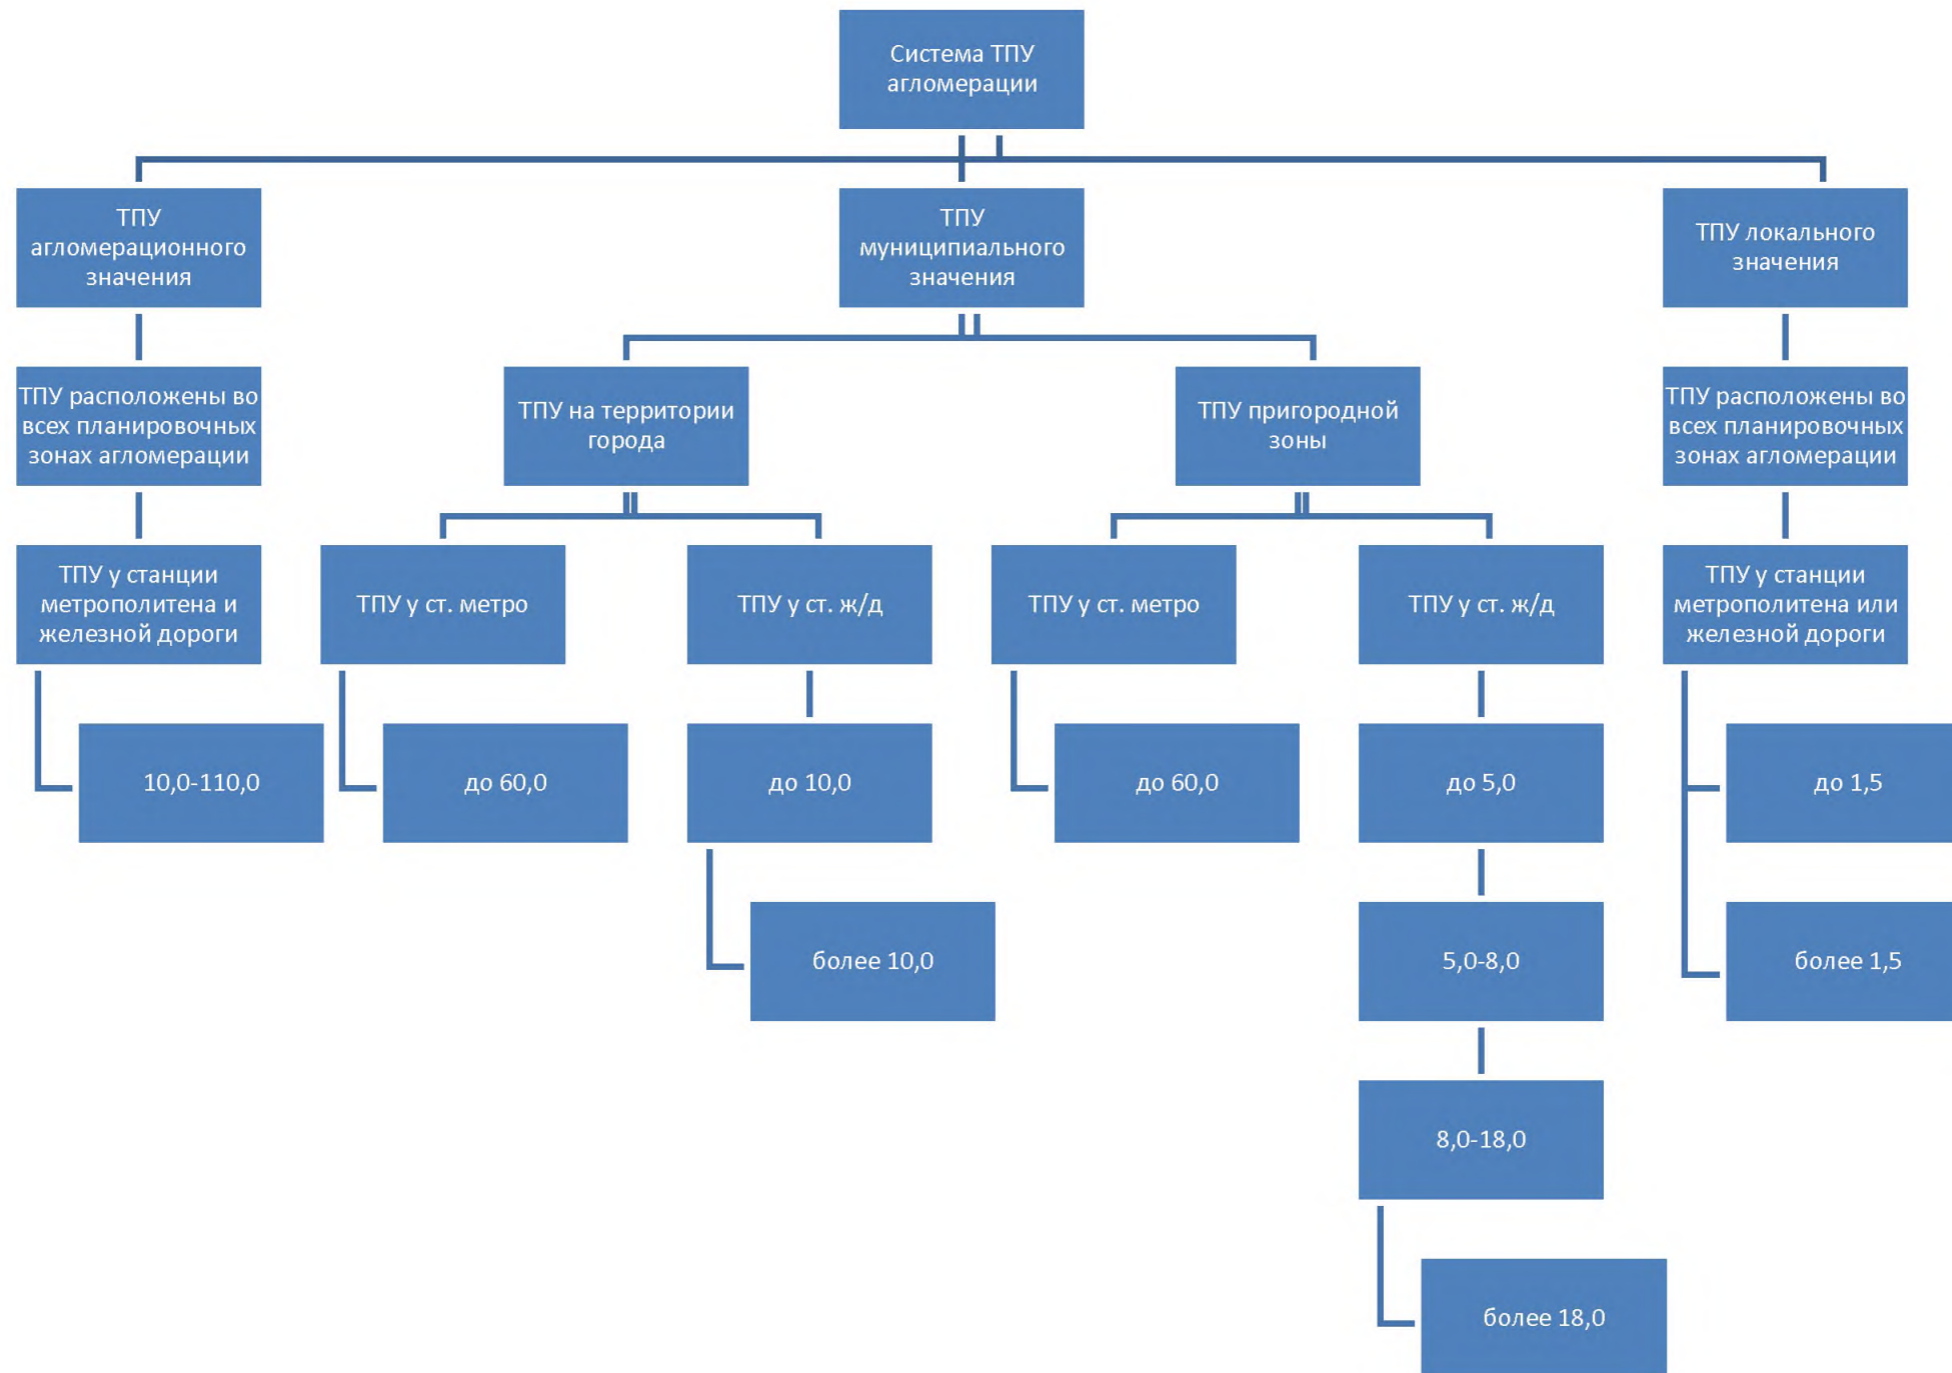 Система ТПУ
агломерации
ТПУ
агломерационного
значения
ТПУ
муниципиального
значения
ТПУ локального
значения
ТПУ расположены во
всех планировочных
зонах агломерации
ТПУ на территории
города
ТПУ пригородной
зоны
ТПУ расположены во
всех планировочных
зонах агломерации
ТПУ у станции
метрополитена и
железной дороги
ТПУ у ст. метро
ТПУ у ст. ж/д
ТПУ у ст. метро
ТПУ у ст. ж/д
ТПУ у станции
метрополитена или
железной дороги
10,0-110,0
до 60,0
до 10,0
до 60,0
до 5,0
до 1,5
более 10,0
5,0-8,0
более 1,5
8,0-18,0
более 18,0